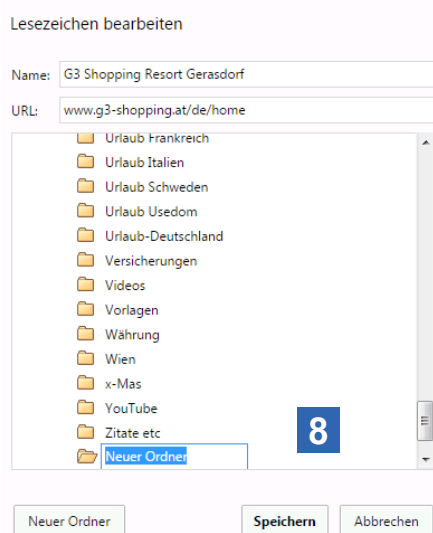 Lesezeichen bearbeiten
Name: G3 Shopping Resort Gerasdorf
URL: www.g3-shopping.at/de/home
Urlaub Frankreich
Urlaub Italien
Urlaub Schweden
Urlaub Usedom
Urlaub-Deutschland
Versicherungen
Videos
Vorlagen
Währung
Wien
x-Mas
YouTube
Zitate etc
8
Neuer Ordner
Neuer Ordner Speichern Abbrechen